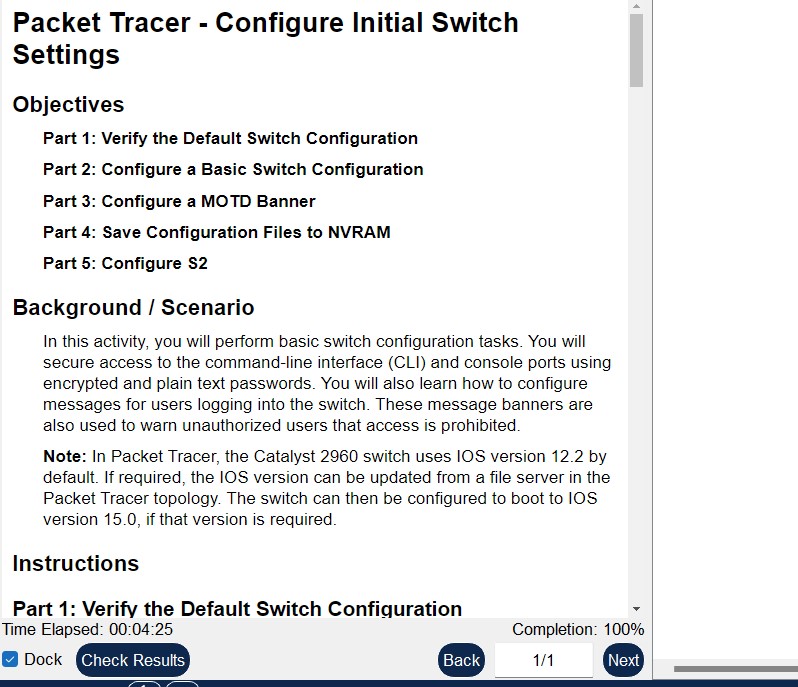 Packet Tracer - Configure Initial Switch
Settings
Objectives
Part 1: Verify the Default Switch Configuration
Part 2: Configure a Basic Switch Configuration
Part 3: Configure a MOTD Banner
Part 4: Save Configuration Files to NVRAM
Part 5: Configure S2
Background / Scenario
In this activity, you will perform basic switch configuration tasks. You will
secure access to the command-line interface (CLI) and console ports using
encrypted and plain text passwords. You will also learn how to configure
messages for users logging into the switch. These message banners are
also used to warn unauthorized users that access is prohibited.
Note: In Packet Tracer, the Catalyst 2960 switch uses IOS version 12.2 by
default. If required, the IOS version can be updated from a file server in the
Packet Tracer topology. The switch can then be configured to boot to IOS
version 15.0, if that version is required.
Instructions
Part 1: Verify the Default Switch Configuration
Time Elapsed: 00:04:25 Completion: 100%
Dock Check Results Back 1/1 Next